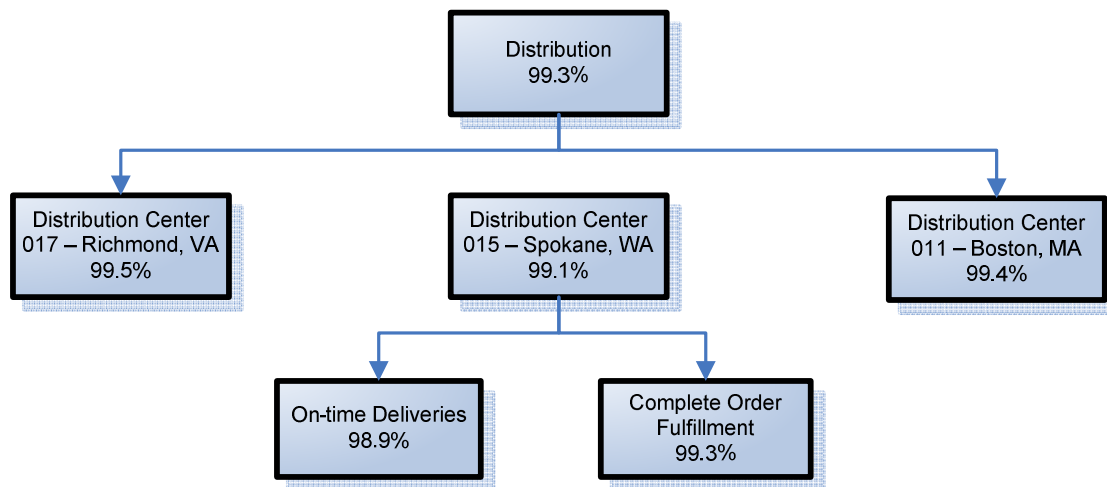 Distribution
99.3%
Distribution Center
017 – Richmond, VA
99.5%
Distribution Center
015 – Spokane, WA
99.1%
Distribution Center
011 – Boston, MA
99.4%
On-time Deliveries
98.9%
Complete Order
Fulfillment
99.3%